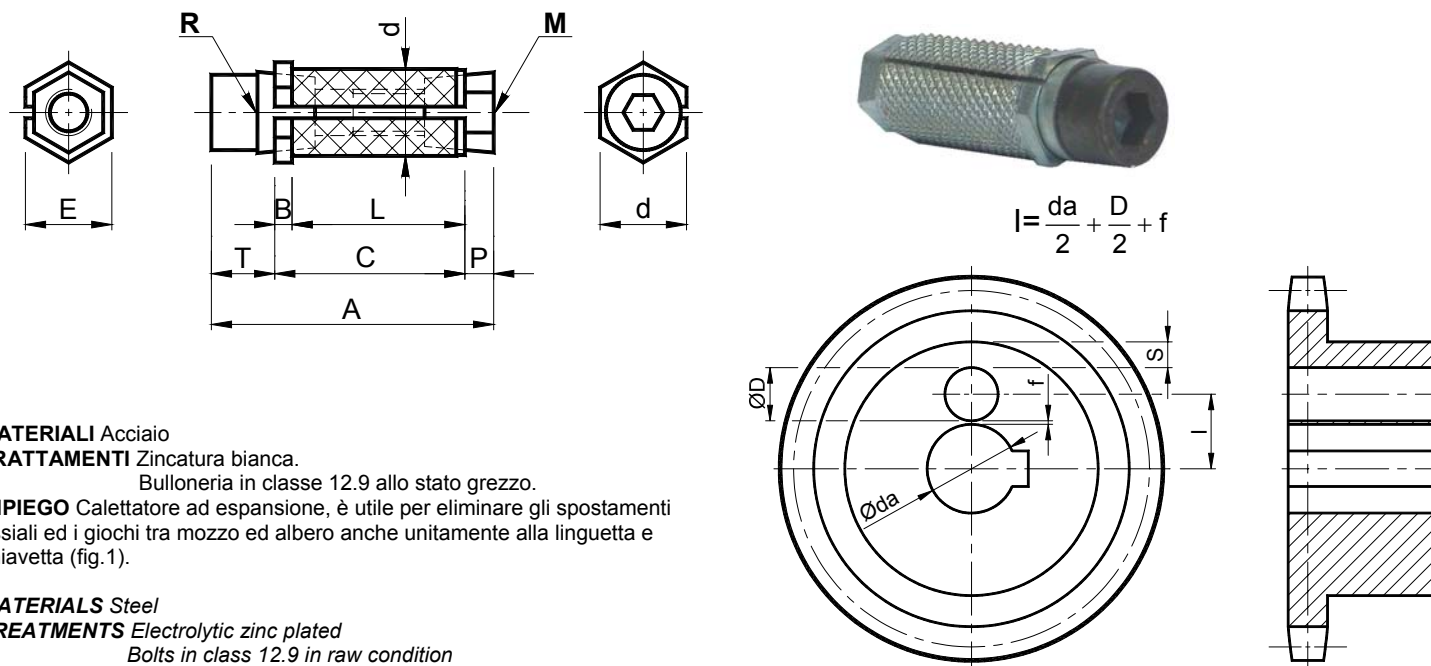 R
d
M
E
B
L
d
T
C
P
A
l= da/2 + D/2 + f
S
ØD
f
l
Øda
ATERIALI Acciaio
RATTAMENTI Zincatura bianca.
Bulloneria in classe 12.9 allo stato grezzo.
PIEGO Calettatore ad espansione, è utile per eliminare gli spostamenti
ssiali ed i giochi tra mozzo ed albero anche unitamente alla linguetta e
iavetta (fig.1).
ATERIALS Steel
REATMENTS Electrolytic zinc plated
Bolts in class 12.9 in raw condition